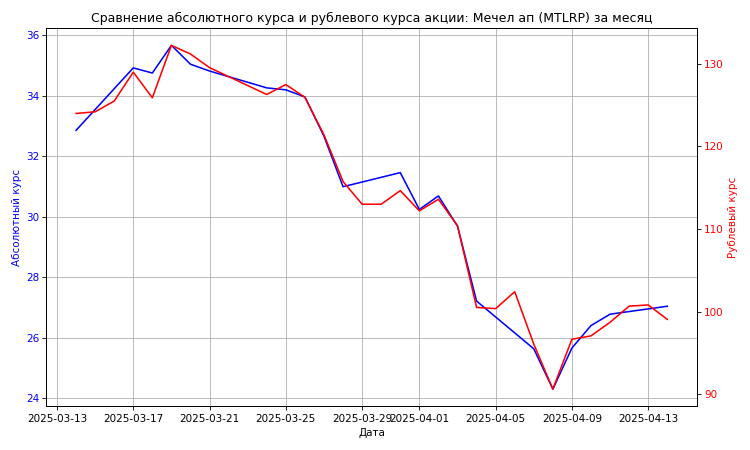 Сравнение абсолютного курса и рублевого курса акции: Мечел ап (MTLRP) за месяц
36
34
32
30
28
26
24
Абсолютный курс
130
120
110
100
90
Рублевый курс
2025-03-13 2025-03-17 2025-03-21 2025-03-25 2025-03-29 2025-04-01 2025-04-05 2025-04-09 2025-04-13
Дата